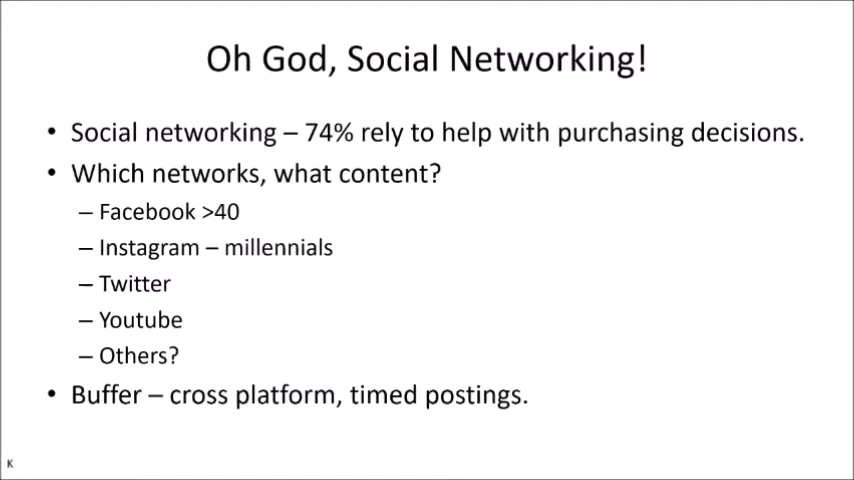 Oh God, Social Networking!
• Social networking – 74% rely to help with purchasing decisions.
• Which networks, what content?
– Facebook >40
– Instagram – millennials
– Twitter
– Youtube
– Others?
• Buffer – cross platform, timed postings.
K